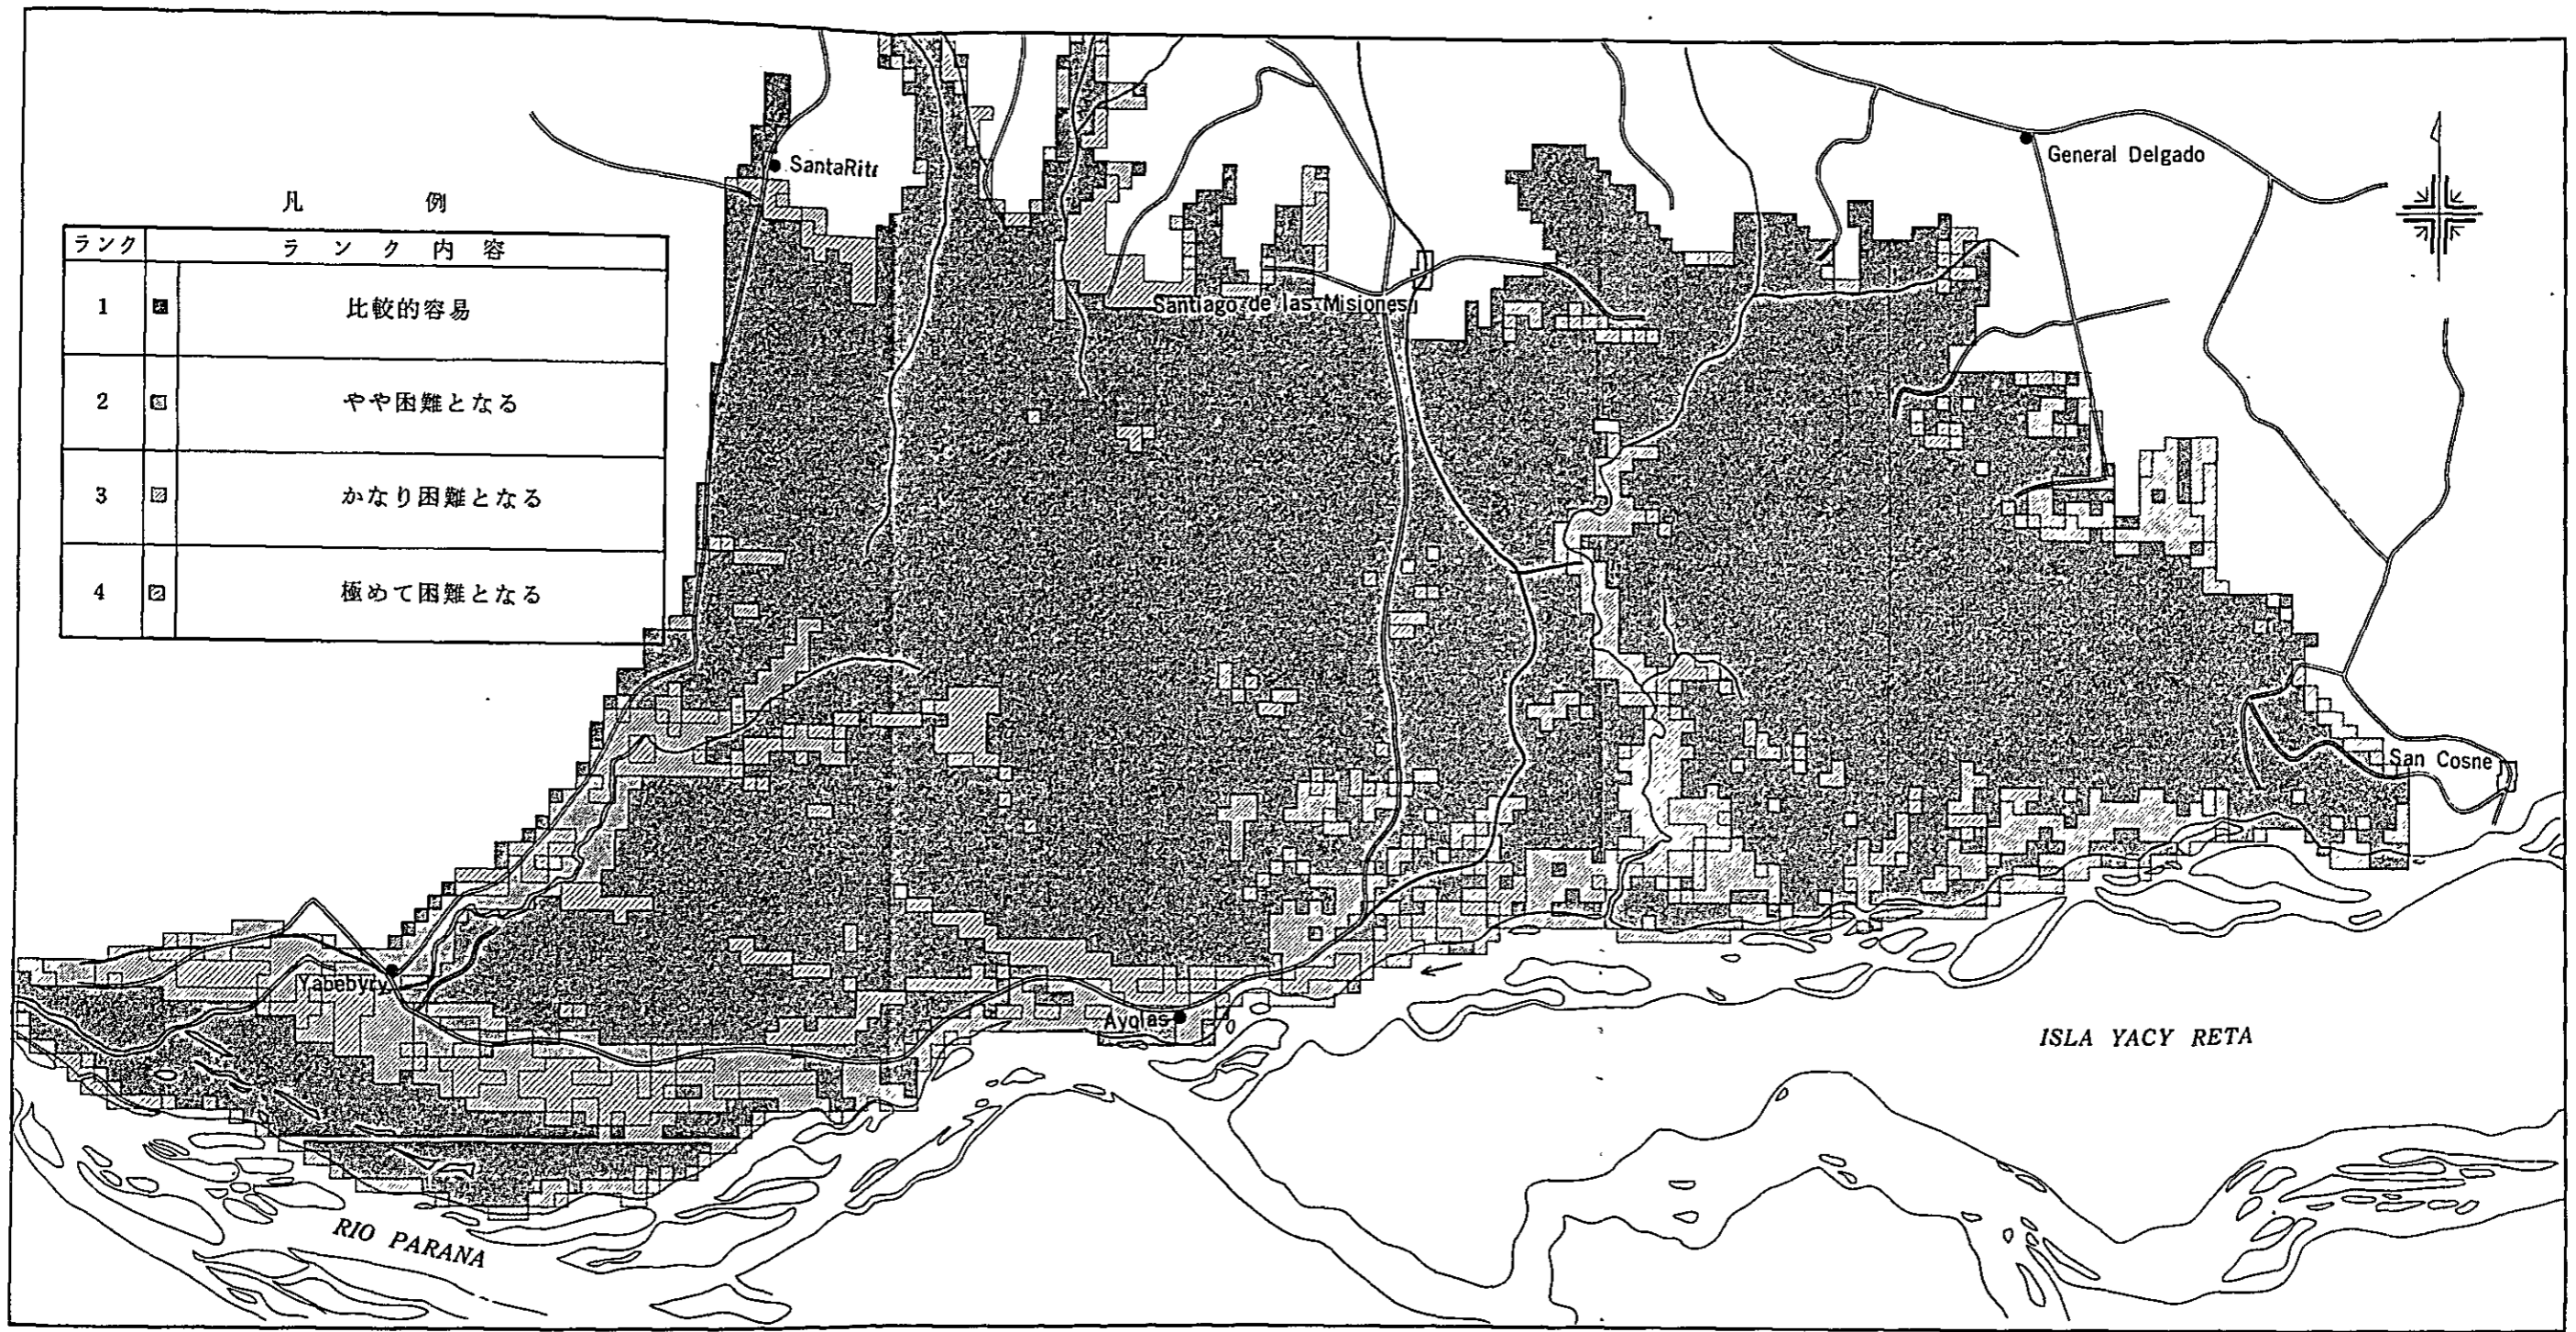 SantaRita
General Delgado
凡 例
ランク ランク内容
1 比較的容易
2 やや困難となる
3 かなり困難となる
4 極めて困難となる
Santiago de las Misiones
San Cosne
Yabebyry
Ayolas
ISLA YACY RETA
RIO PARANA